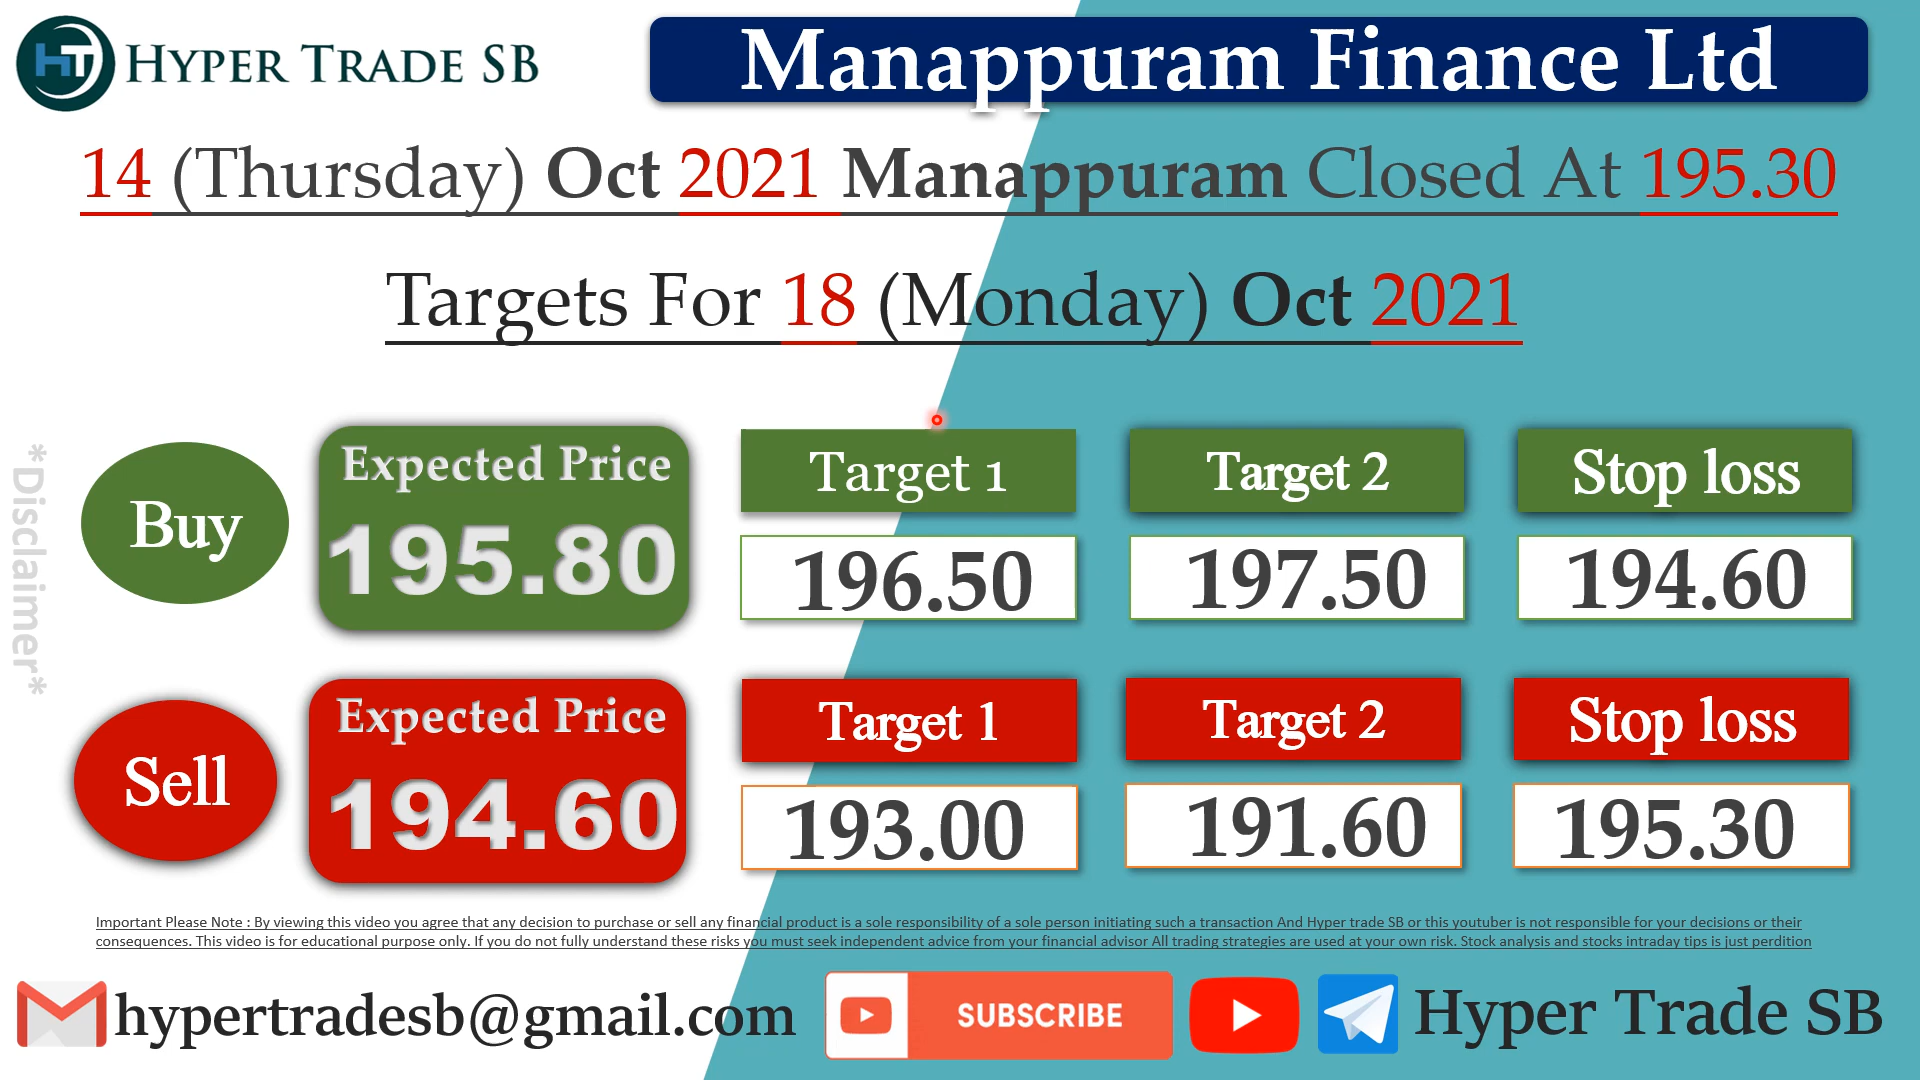 HYPER TRADE SB
Manappuram Finance Ltd
14 (Thursday) Oct 2021 Manappuram Closed At 195.30
Targets For 18 (Monday) Oct 2021
*Disclaimer*
Buy
Expected Price
195.80
Target 1
196.50
Target 2
197.50
Stop loss
194.60
Sell
Expected Price
194.60
Target 1
193.00
Target 2
191.60
Stop loss
195.30
Important Please Note : By viewing this video you agree that any decision to purchase or sell any financial product is a sole responsibility of a sole person initiating such a transaction And Hyper trade SB or this youtuber is not responsible for your decisions or their
consequences. This video is for educational purpose only. If you do not fully understand these risks you must seek independent advice from your financial advisor All trading strategies are used at your own risk. Stock analysis and stocks intraday tips is just perdition
hypertradesb@gmail.com
SUBSCRIBE
Hyper Trade SB